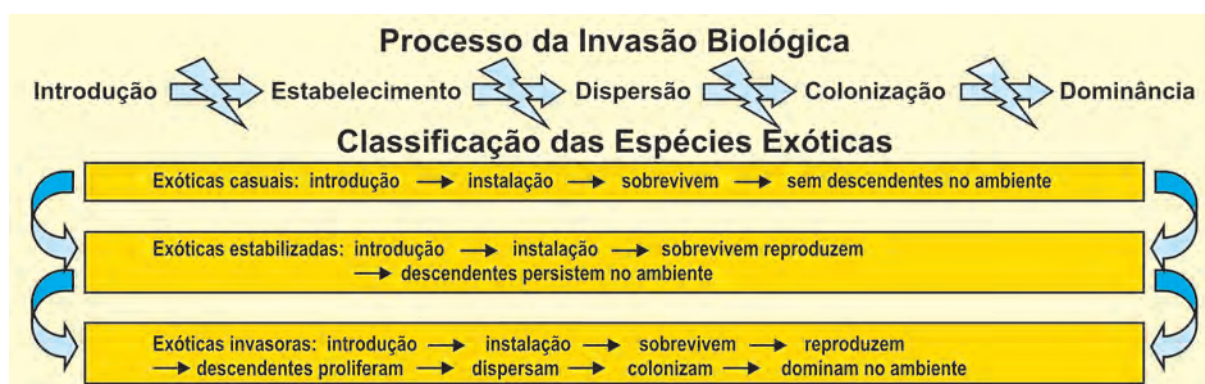 Processo da Invasão Biológica
Introdução Estabelecimento Dispersão Colonização Dominância
Classificação das Espécies Exóticas
Exóticas casuais: introdução → instalação → sobrevivem → sem descendentes no ambiente
Exóticas estabilizadas: introdução → instalação → sobrevivem reproduzem
→ descendentes persistem no ambiente
Exóticas invasoras: introdução → instalação → sobrevivem → reproduzem
→ descendentes proliferam → dispersam → colonizam → dominam no ambiente